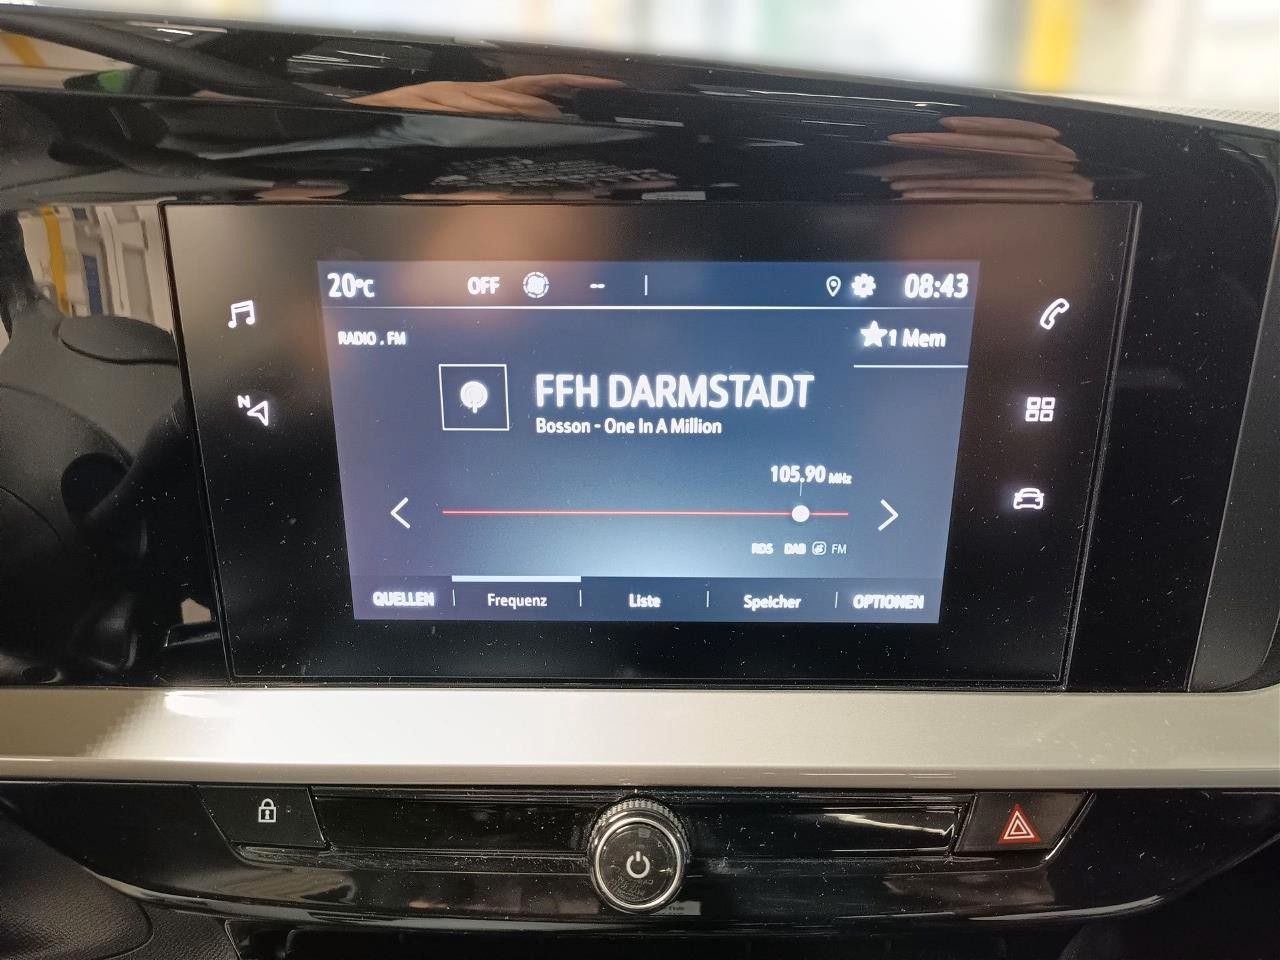 20°C OFF -- 08:43
RADIO . FM
1 Mem
N
FFH DARMSTADT
Bosson - One In A Million
105.90 MHz
RDS DAB FM
QUELLEN Frequenz Liste Speicher OPTIONEN